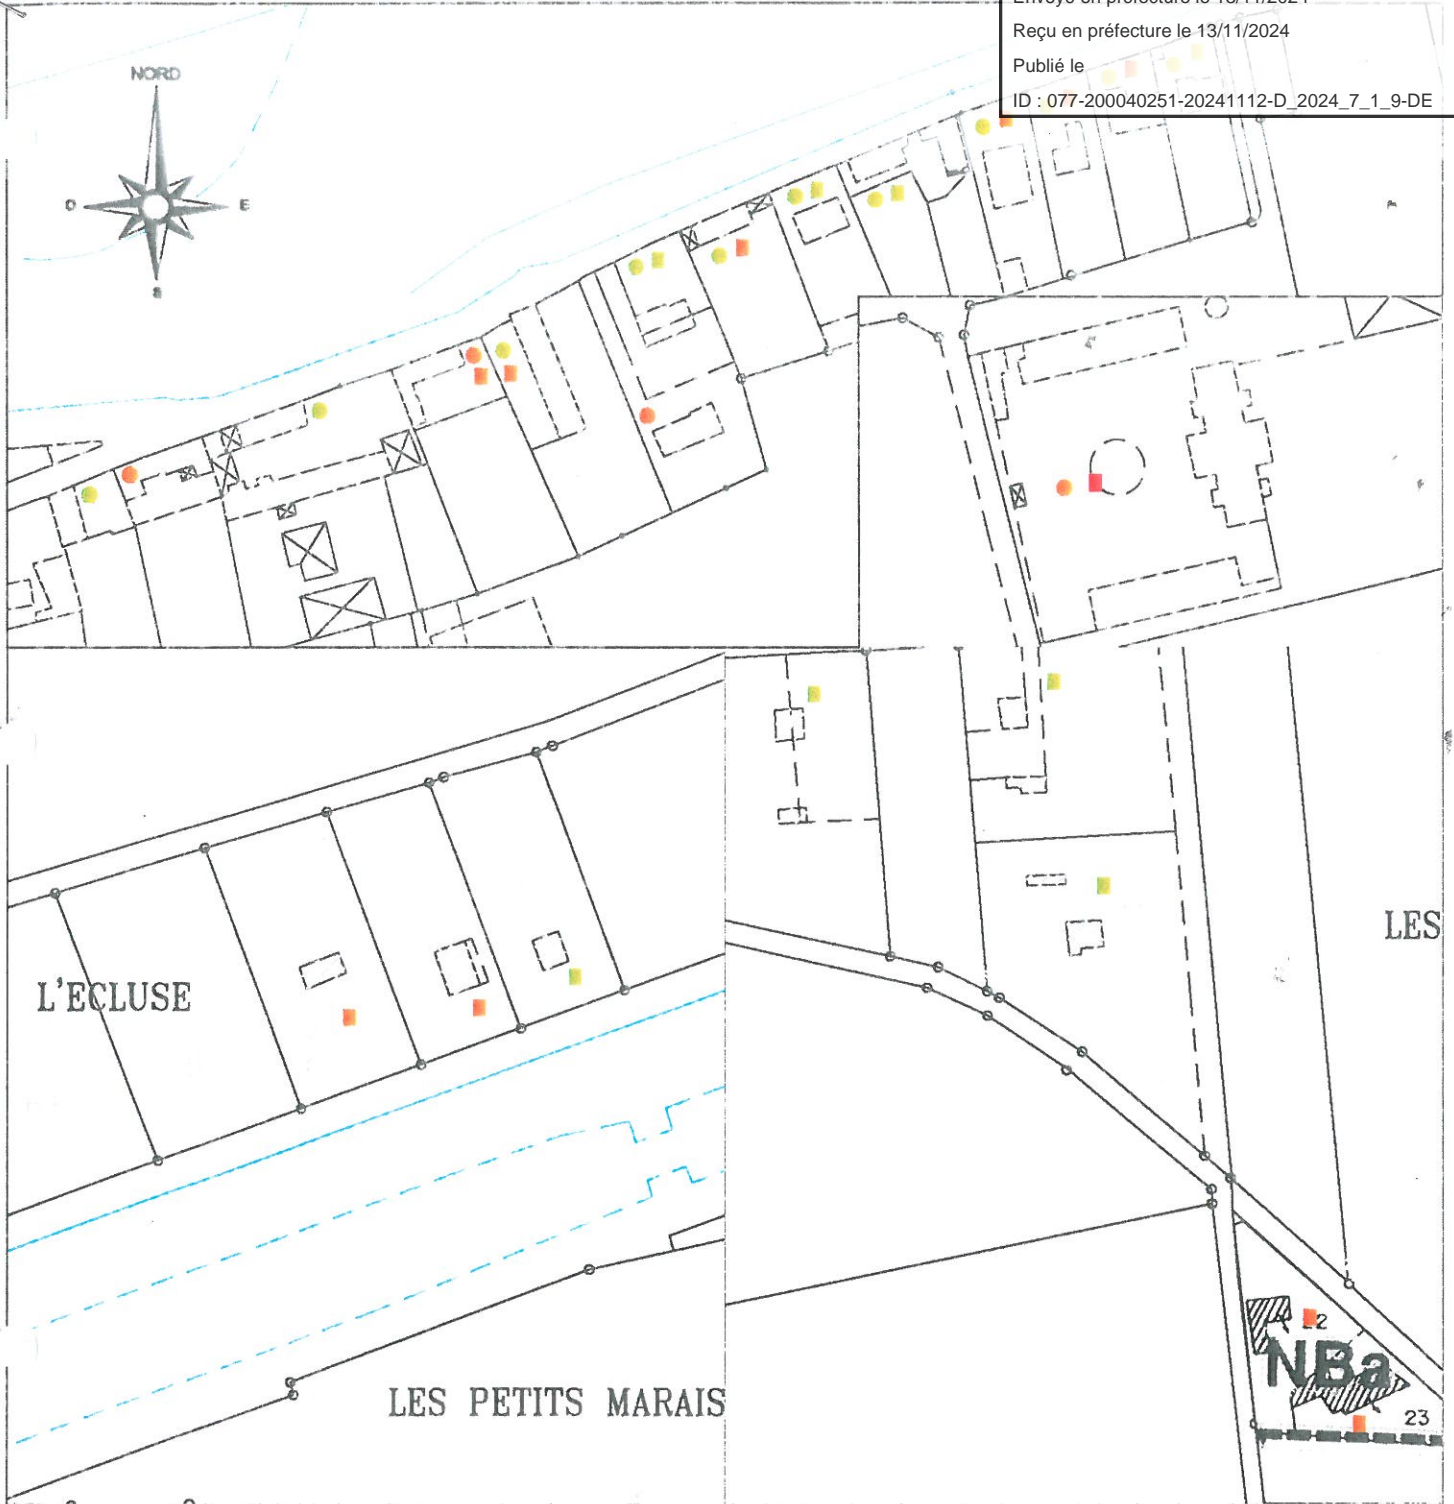 Reçu en préfecture le 13/11/2024
Publié le
ID : 077-200040251-20241112-D_2024_7_1_9-DE
NORD
O
E
S
L'ECLUSE
LES
LES PETITS MARAIS
NBa
23